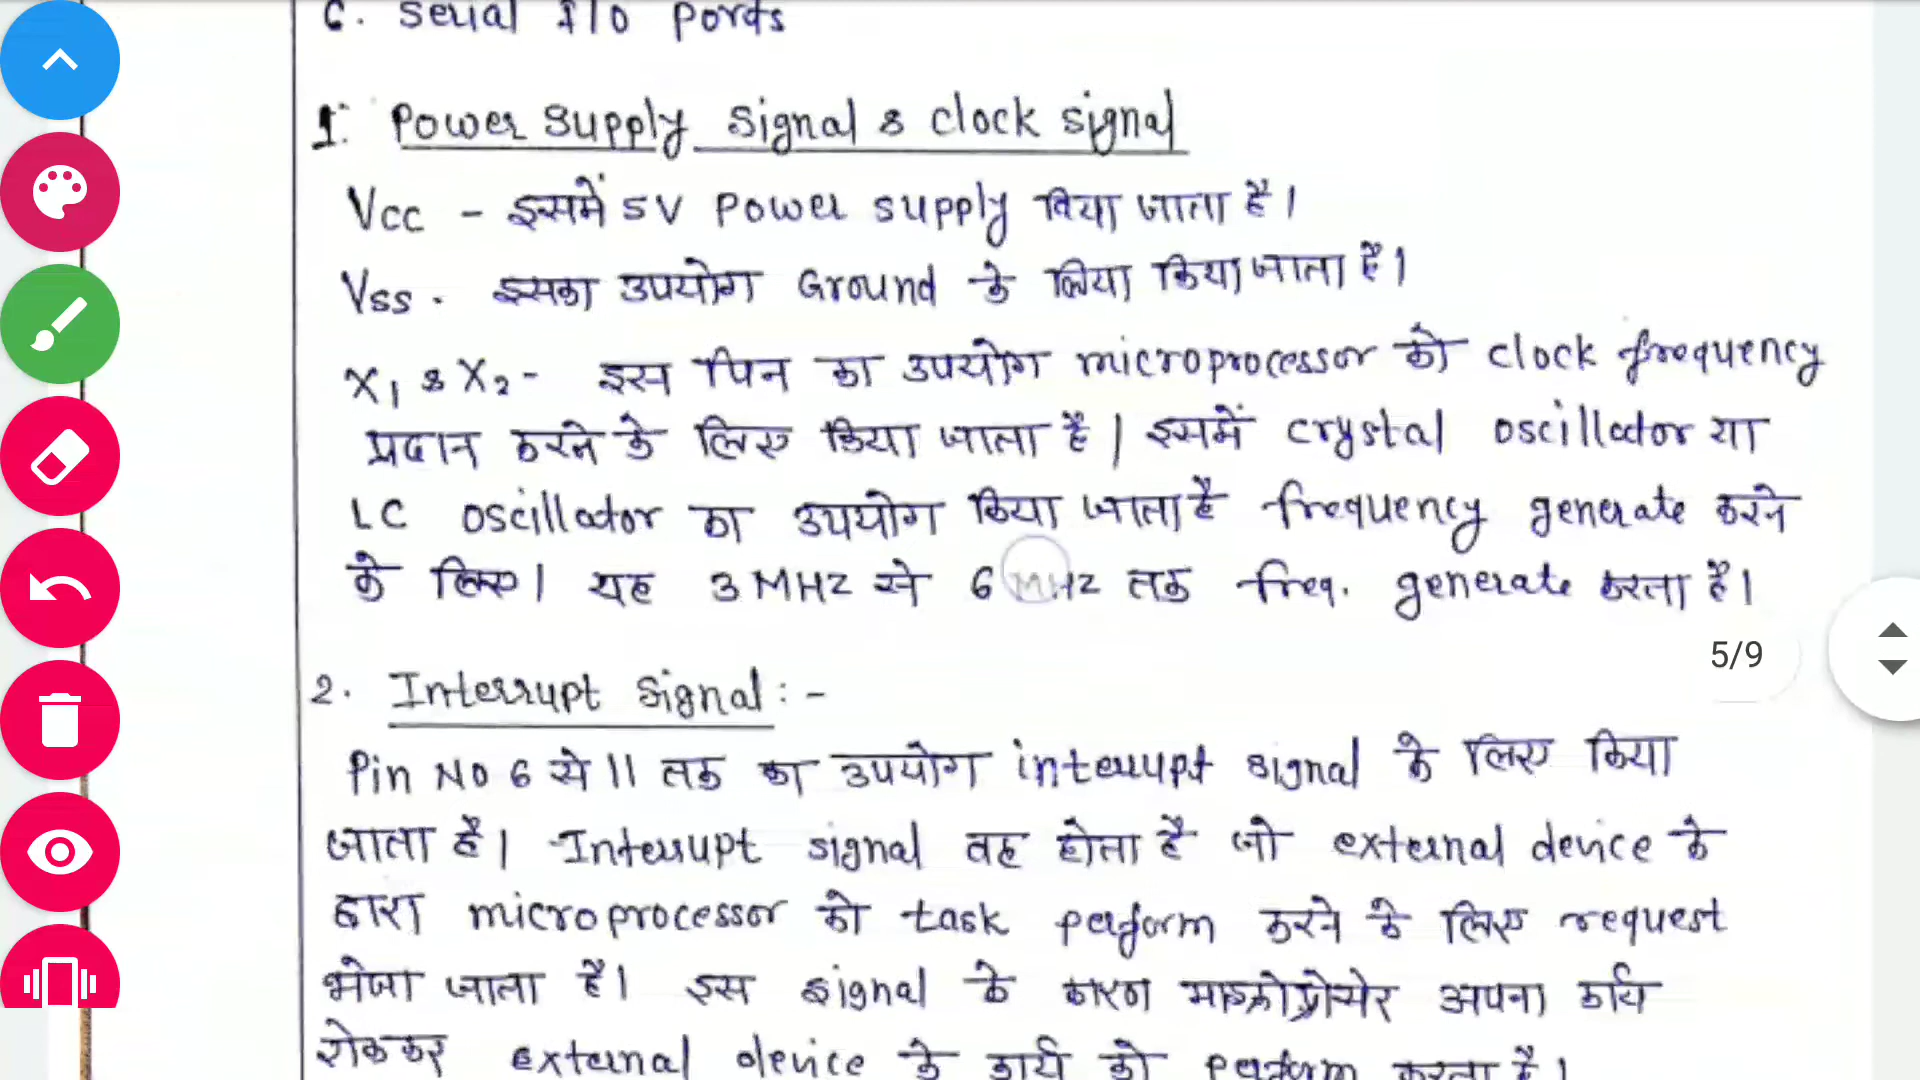 6. Serial I/O Ports
1. Power Supply Signal & Clock Signal
Vcc - इसमें 5V Power supply दिया जाता है।
Vss - इसका उपयोग Ground के लिया किया जाता है।
X1 & X2 - इस पिन का उपयोग microprocessor को clock frequency
प्रदान करने के लिए किया जाता है। इसमें crystal oscillator या
LC oscillator का उपयोग किया जाता है frequency generate करने
के लिए। यह 3 MHz से 6 MHz तक freq. generate करता है।
5/9
2. Interrupt Signal :-
Pin No 6 से 11 तक का उपयोग interrupt signal के लिए किया
जाता है। Interrupt signal वह होता है जो external device के
द्वारा microprocessor को task perform करने के लिए request
भेजा जाता है। इस signal के कारण माइक्रोप्रोसेसर अपना कार्य
रोककर external device के कार्य को perform करता है।